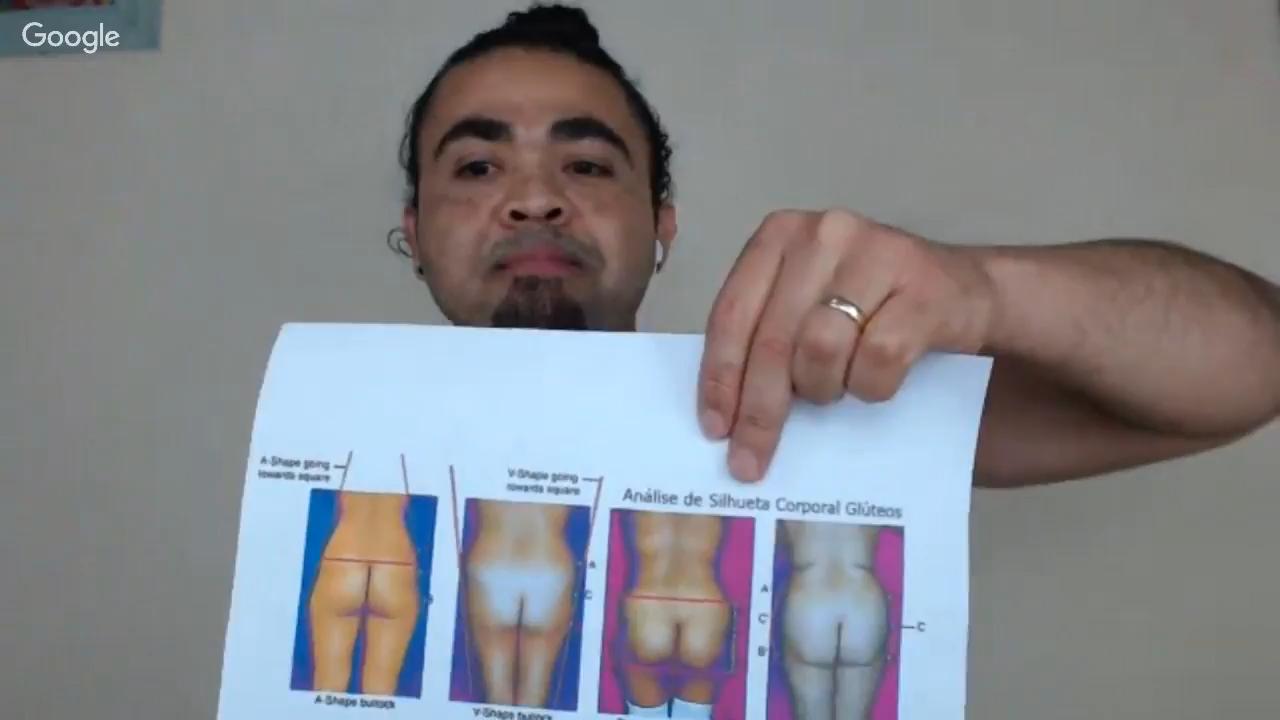 Google
A-Shape going
towards square
V-Shape going
towards square
Análise de Silhueta Corporal Glúteos
A
C
A
C'
B'
C
A-Shape buttock
V-Shape buttock